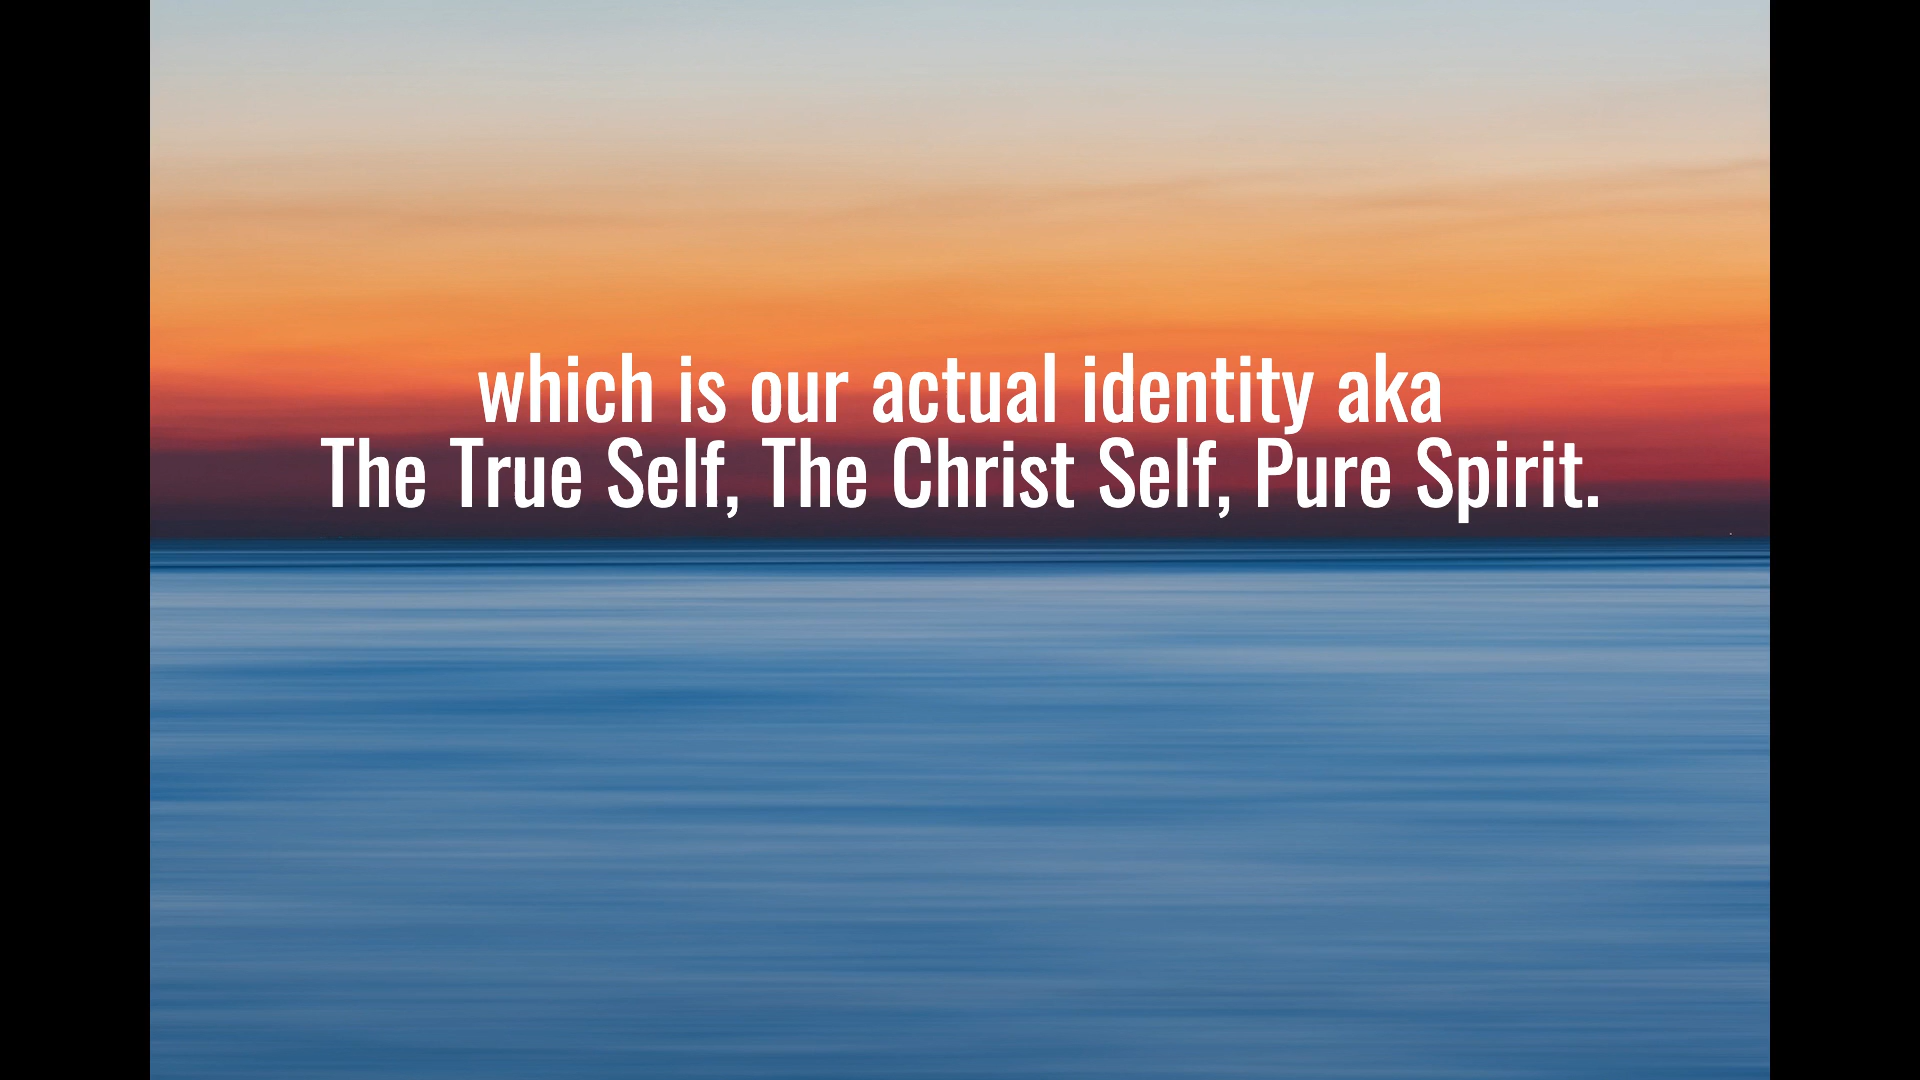 which is our actual identity aka
The True Self, The Christ Self, Pure Spirit.